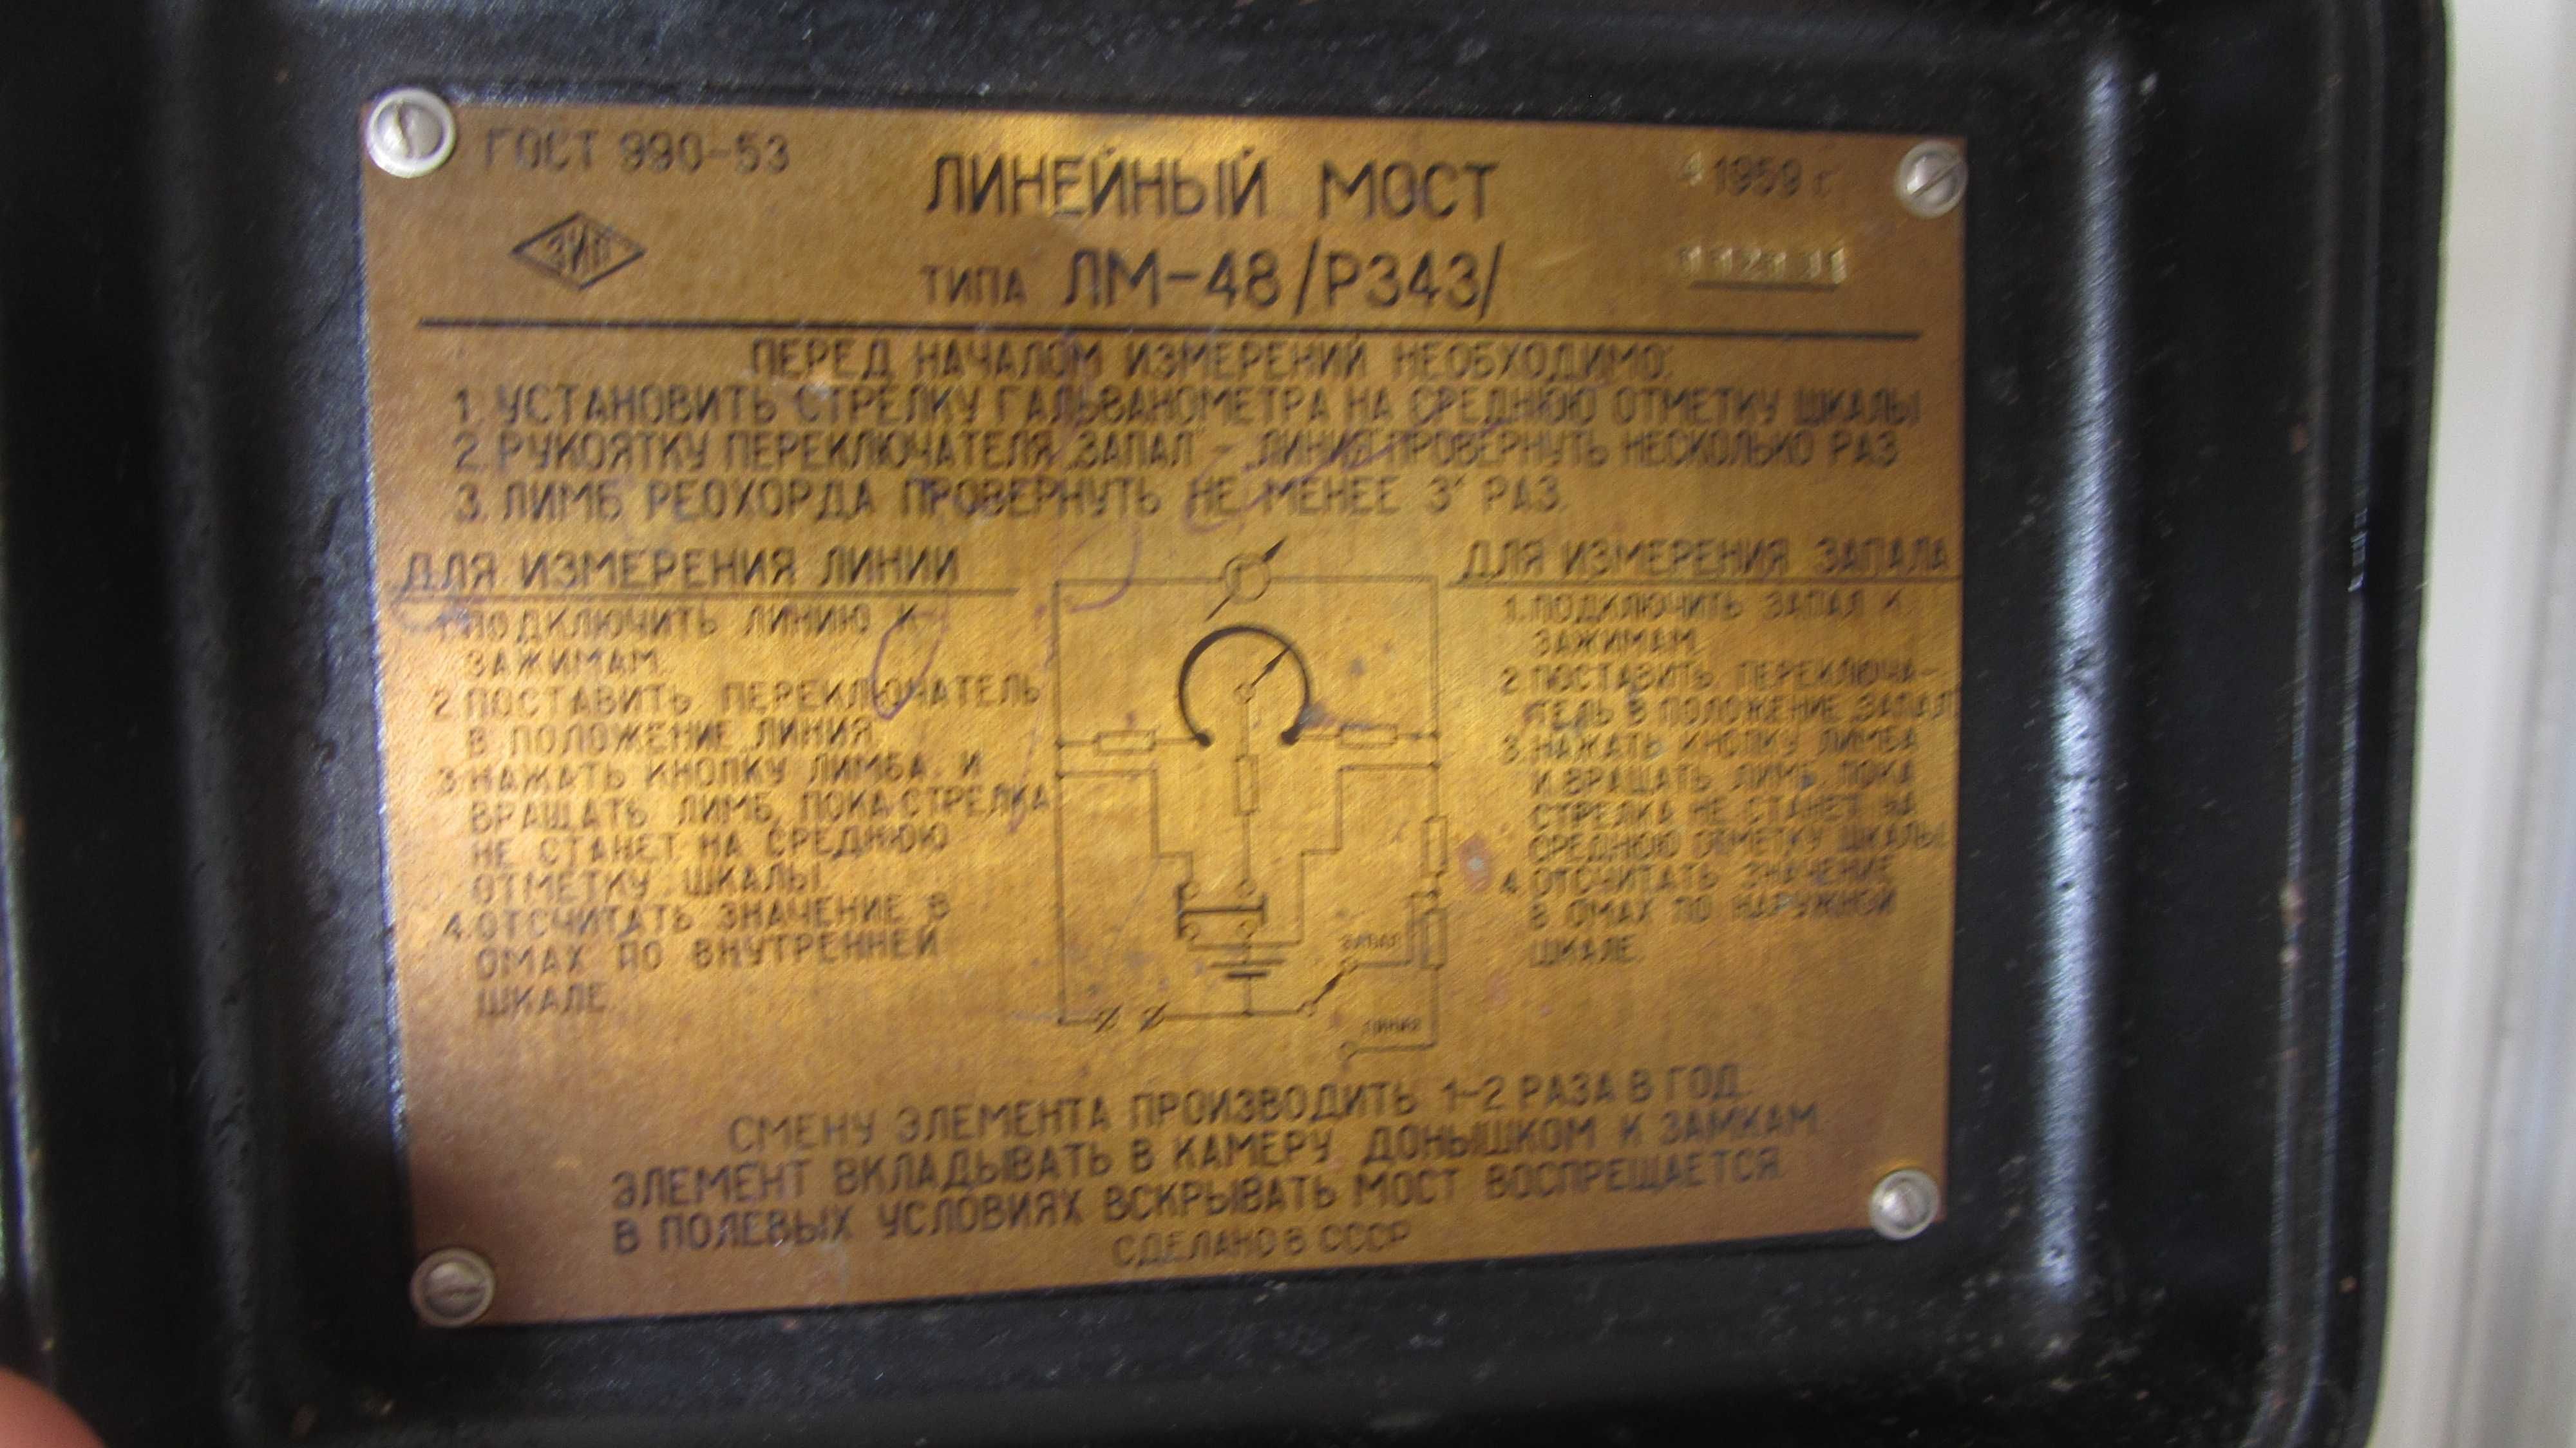 ГОСТ 990-53
ЛИНЕЙНЫЙ МОСТ
1959 г
ЗИП
ТИПА ЛМ-48/Р343/
ПЕРЕД НАЧАЛОМ ИЗМЕРЕНИЙ НЕОБХОДИМО:
1. УСТАНОВИТЬ СТРЕЛКУ ГАЛЬВАНОМЕТРА НА СРЕДНЮЮ ОТМЕТКУ ШКАЛЫ
2. РУКОЯТКУ ПЕРЕКЛЮЧАТЕЛЯ „ЗАПАЛ" – „ЛИНИЯ" ПРОВЕРНУТЬ НЕСКОЛЬКО РАЗ
3. ЛИМБ РЕОХОРДА ПРОВЕРНУТЬ НЕ МЕНЕЕ 3х РАЗ.
ДЛЯ ИЗМЕРЕНИЯ ЛИНИИ
1. ПОДКЛЮЧИТЬ ЛИНИЮ К
ЗАЖИМАМ.
2. ПОСТАВИТЬ ПЕРЕКЛЮЧАТЕЛЬ
В ПОЛОЖЕНИЕ „ЛИНИЯ".
3. НАЖАТЬ КНОПКУ ЛИМБА И
ВРАЩАТЬ ЛИМБ, ПОКА СТРЕЛКА
НЕ СТАНЕТ НА СРЕДНЮЮ
ОТМЕТКУ ШКАЛЫ.
4. ОТСЧИТАТЬ ЗНАЧЕНИЕ В
ОМАХ ПО ВНУТРЕННЕЙ
ШКАЛЕ.
ДЛЯ ИЗМЕРЕНИЯ ЗАПАЛА
1. ПОДКЛЮЧИТЬ ЗАПАЛ К
ЗАЖИМАМ.
2. ПОСТАВИТЬ ПЕРЕКЛЮЧА–
ТЕЛЬ В ПОЛОЖЕНИЕ „ЗАПАЛ"
3. НАЖАТЬ КНОПКУ ЛИМБА
И ВРАЩАТЬ ЛИМБ, ПОКА
СТРЕЛКА НЕ СТАНЕТ НА
СРЕДНЮЮ ОТМЕТКУ ШКАЛЫ.
4. ОТСЧИТАТЬ ЗНАЧЕНИЕ
В ОМАХ ПО НАРУЖНОЙ
ШКАЛЕ.
ЗАПАЛ
ЛИНИЯ
СМЕНУ ЭЛЕМЕНТА ПРОИЗВОДИТЬ 1–2 РАЗА В ГОД.
ЭЛЕМЕНТ ВКЛАДЫВАТЬ В КАМЕРУ ДОНЫШКОМ К ЗАМКАМ.
В ПОЛЕВЫХ УСЛОВИЯХ ВСКРЫВАТЬ МОСТ ВОСПРЕЩАЕТСЯ.
СДЕЛАНО В СССР